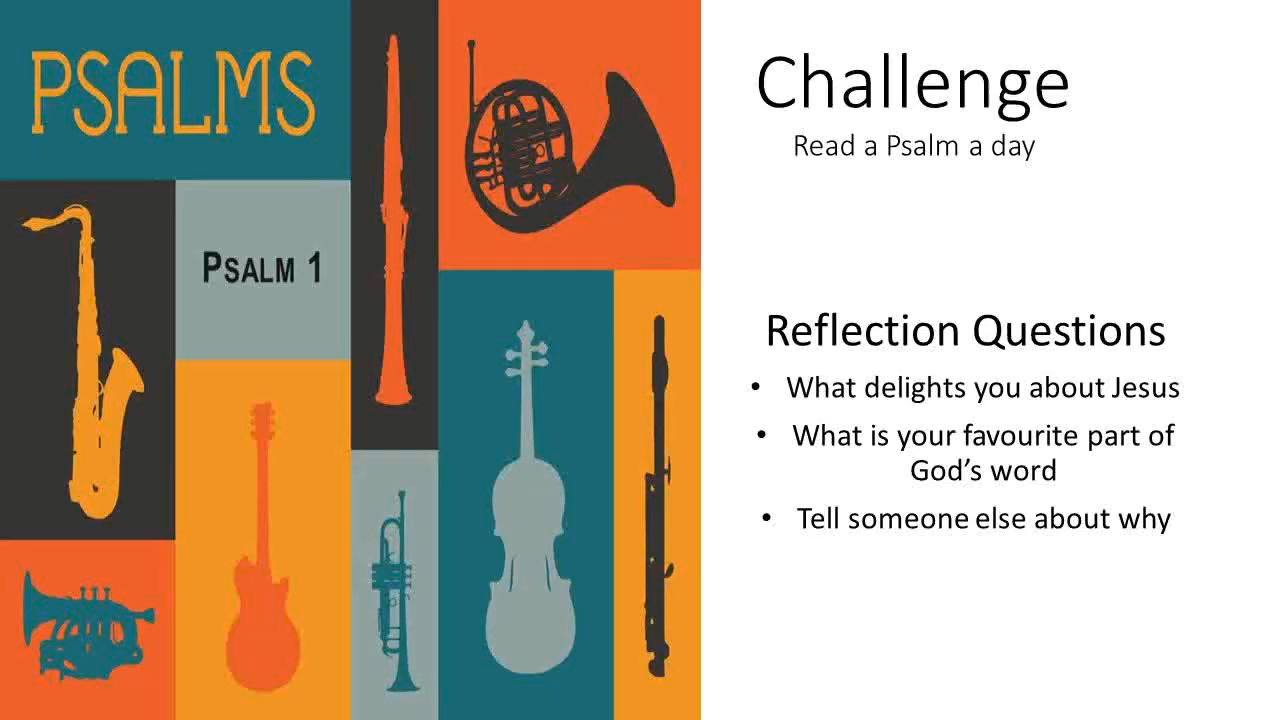 PSALMS
PSALM 1
Challenge
Read a Psalm a day
Reflection Questions
• What delights you about Jesus
• What is your favourite part of
God’s word
• Tell someone else about why